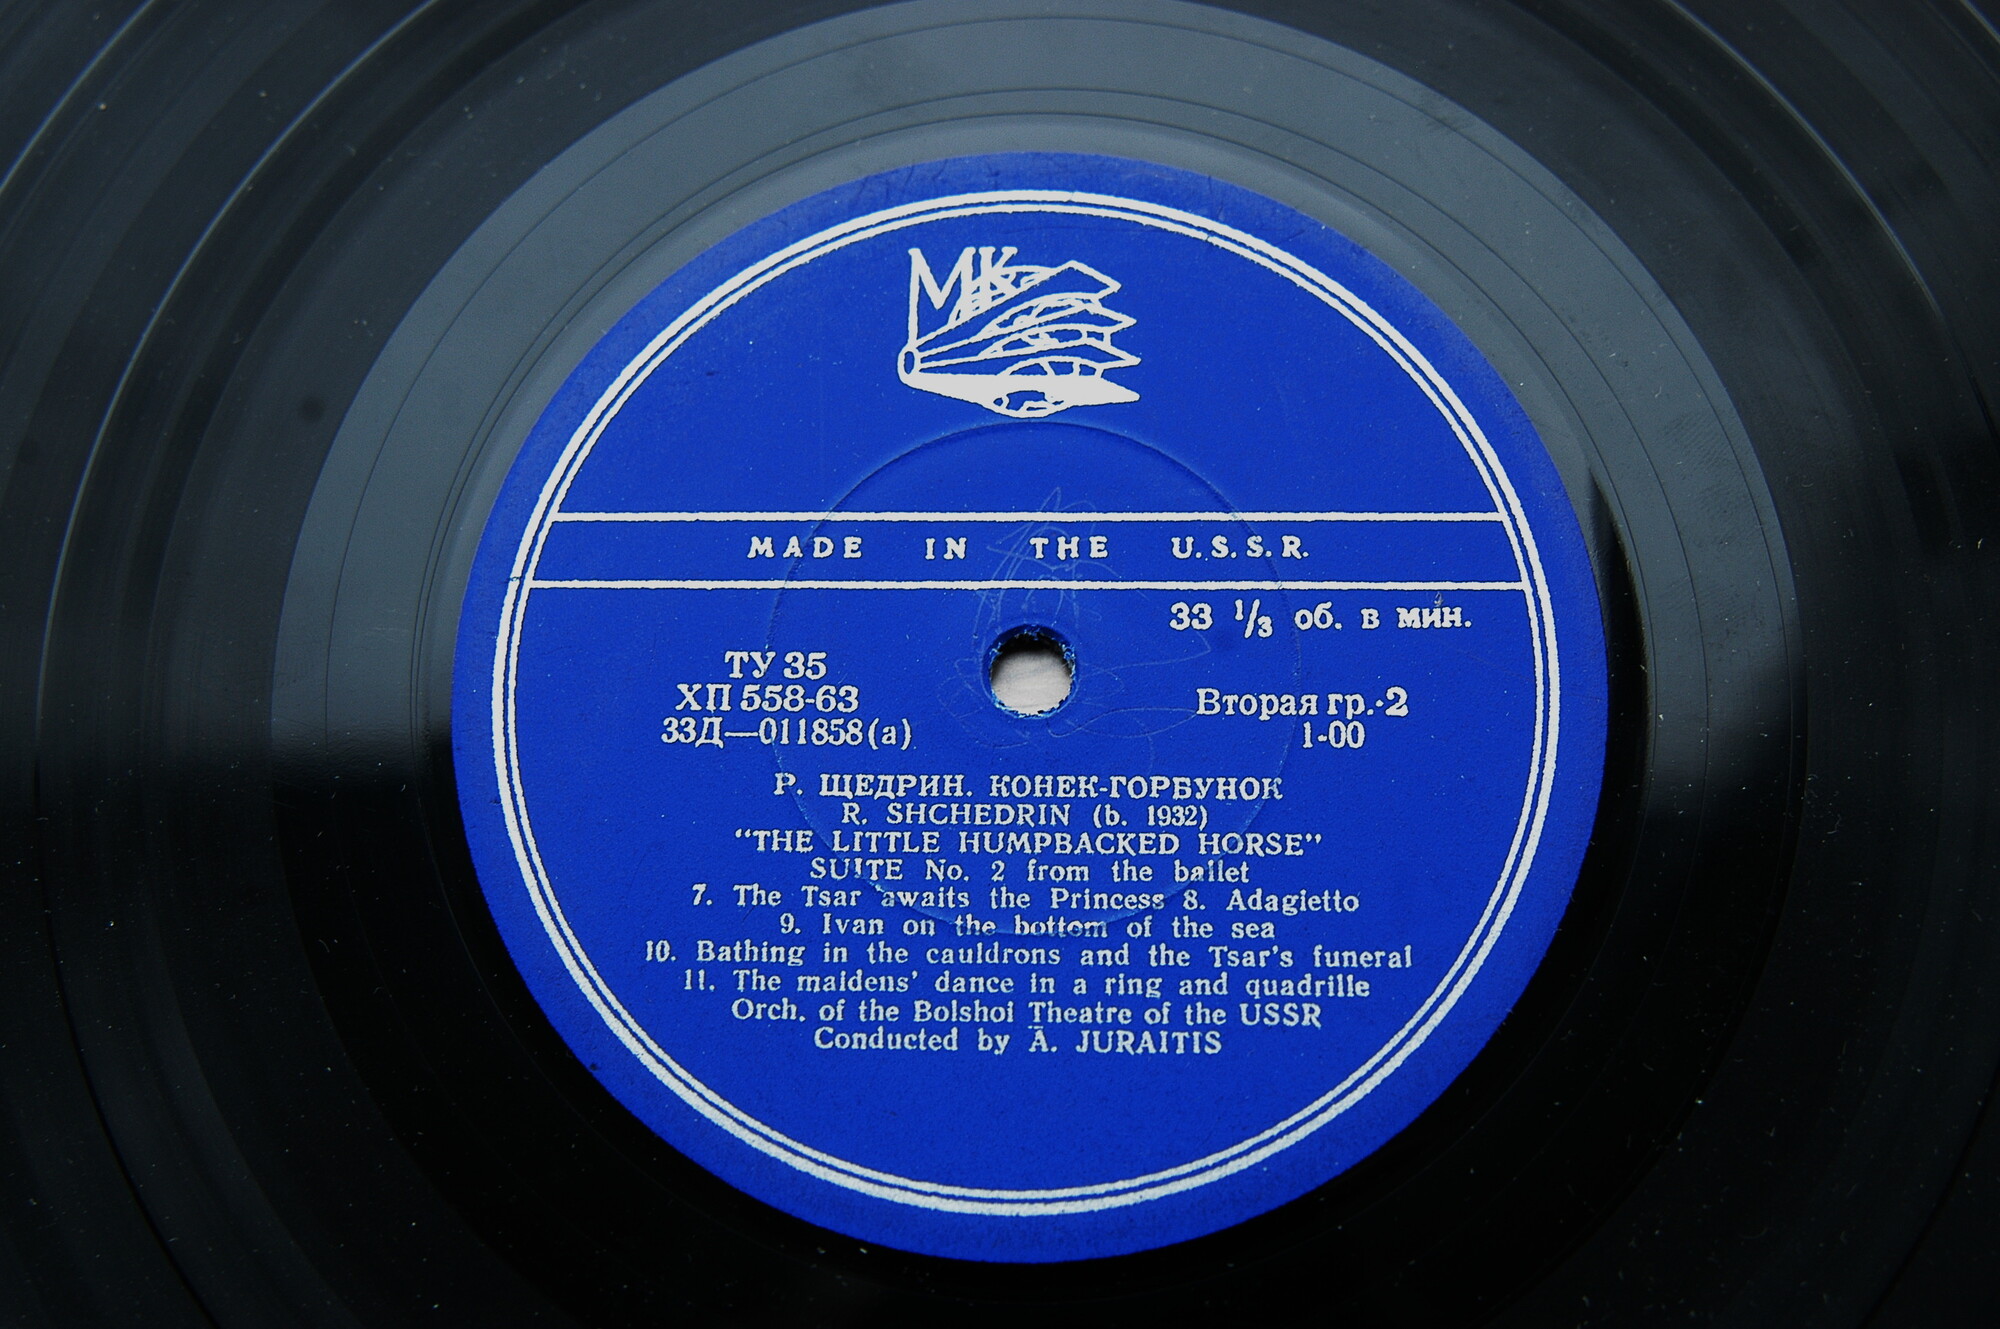 МК
MADE IN THE U.S.S.R.
33 1/3 об. в мин.
ТУ 35
ХП 558-63
33Д—011858(а)
Вторая гр.-2
1-00
Р. ЩЕДРИН. КОНЕК-ГОРБУНОК
R. SHCHEDRIN (b. 1932)
"THE LITTLE HUMPBACKED HORSE"
SUITE No. 2 from the ballet
7. The Tsar awaits the Princess 8. Adagietto
9. Ivan on the bottom of the sea
10. Bathing in the cauldrons and the Tsar's funeral
11. The maidens' dance in a ring and quadrille
Orch. of the Bolshoi Theatre of the USSR
Conducted by A. JURAITIS